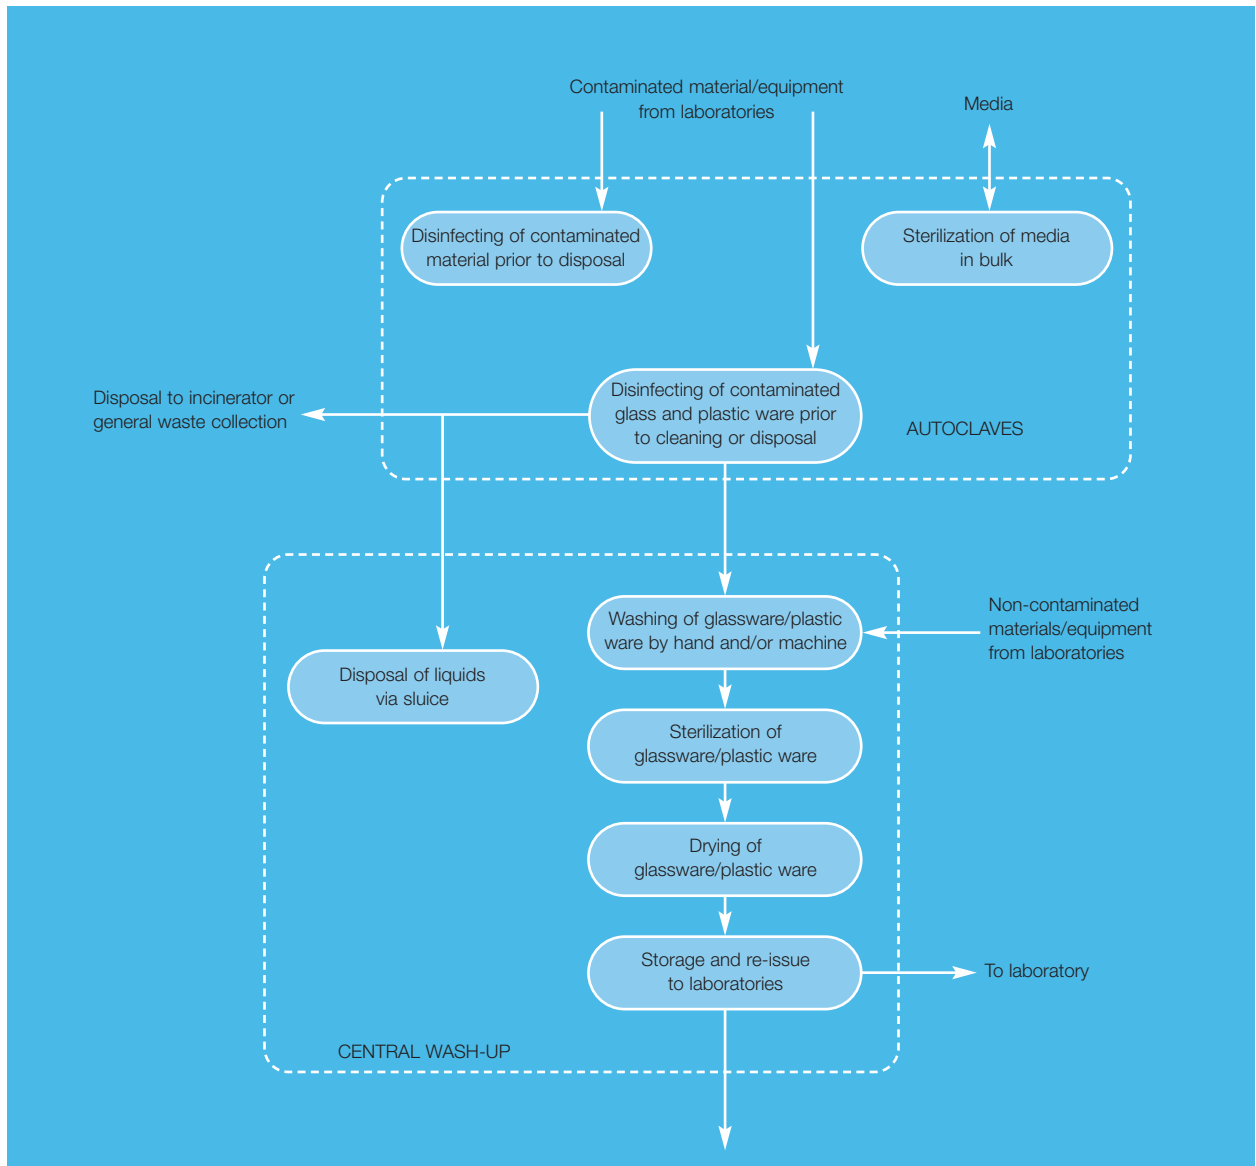 Contaminated material/equipment
from laboratories
Media
Disinfecting of contaminated
material prior to disposal
Sterilization of media
in bulk
Disposal to incinerator or
general waste collection
Disinfecting of contaminated
glass and plastic ware prior
to cleaning or disposal
AUTOCLAVES
Washing of glassware/plastic
ware by hand and/or machine
Non-contaminated
materials/equipment
from laboratories
Disposal of liquids
via sluice
Sterilization of
glassware/plastic ware
Drying of
glassware/plastic ware
Storage and re-issue
to laboratories
To laboratory
CENTRAL WASH-UP